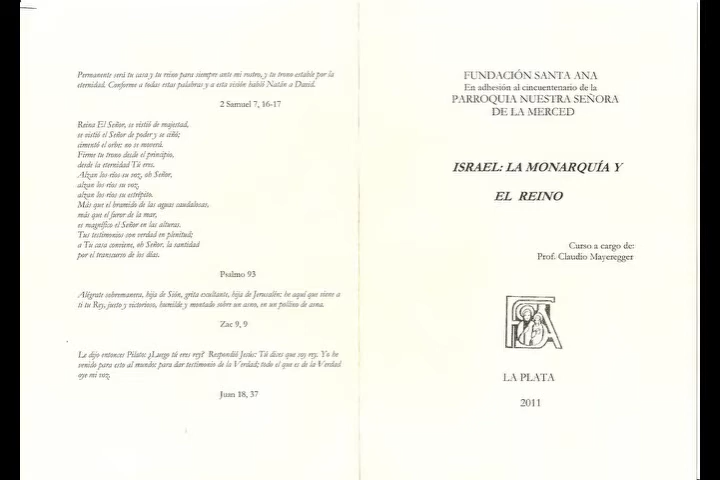 Permanente será tu casa y tu reino para siempre ante mi rostro, y tu trono estable por la
eternidad. Conforme a todas estas palabras y a esta visión habló Natán a David.
2 Samuel 7, 16-17
Reina El Señor, se vistió de majestad,
se vistió el Señor de poder y se ciñó;
cimentó el orbe: no se moverá.
Firme tu trono desde el principio,
desde la eternidad Tú eres.
Alzan los ríos su voz, oh Señor,
alzan los ríos su voz,
alzan los ríos su estrépito.
Más que el bramido de las aguas caudalosas,
más que el furor de la mar,
es magnífico el Señor en las alturas.
Tus testimonios son verdad en plenitud;
a Tu casa conviene, oh Señor, la santidad
por el transcurso de los días.
Psalmo 93
Alégrate sobremanera, hija de Sión, grita exultante, hija de Jerusalén; he aquí que viene a
ti tu Rey, justo y victorioso, humilde y montado sobre un asno, en un pollino de asna.
Zac 9, 9
Le dijo entonces Pilato: ¿Luego tú eres rey? Respondió Jesús: Tú dices que soy rey. Yo he
venido para esto al mundo: para dar testimonio de la Verdad; todo el que es de la Verdad
oye mi voz.
Juan 18, 37
FUNDACIÓN SANTA ANA
En adhesión al cincuentenario de la
PARROQUIA NUESTRA SEÑORA
DE LA MERCED
ISRAEL: LA MONARQUÍA Y
EL REINO
Curso a cargo de:
Prof. Claudio Mayeregger
FSA
LA PLATA
2011